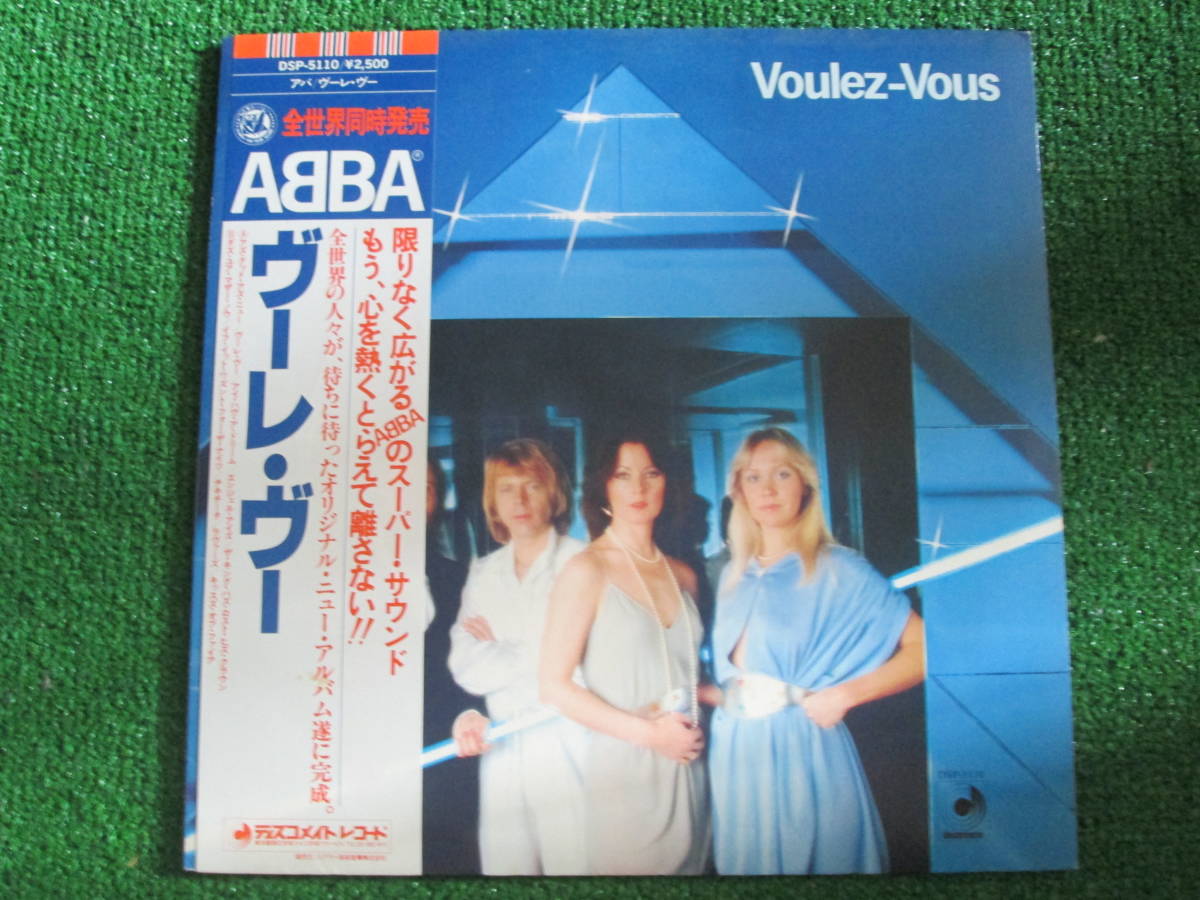 DSP-5110/¥2,500
アバ/ヴーレ・ヴー
全世界同時発売
ABBA®
Voulez-Vous
限りなく広がるABBAのスーパー・サウンド
もう、心を熱くとらえて離さない!!
全世界の人々が、待ちに待ったオリジナル・ニュー・アルバム遂に完成。
ヴーレ・ヴー
ディスコメイトレコード
DSP-5110